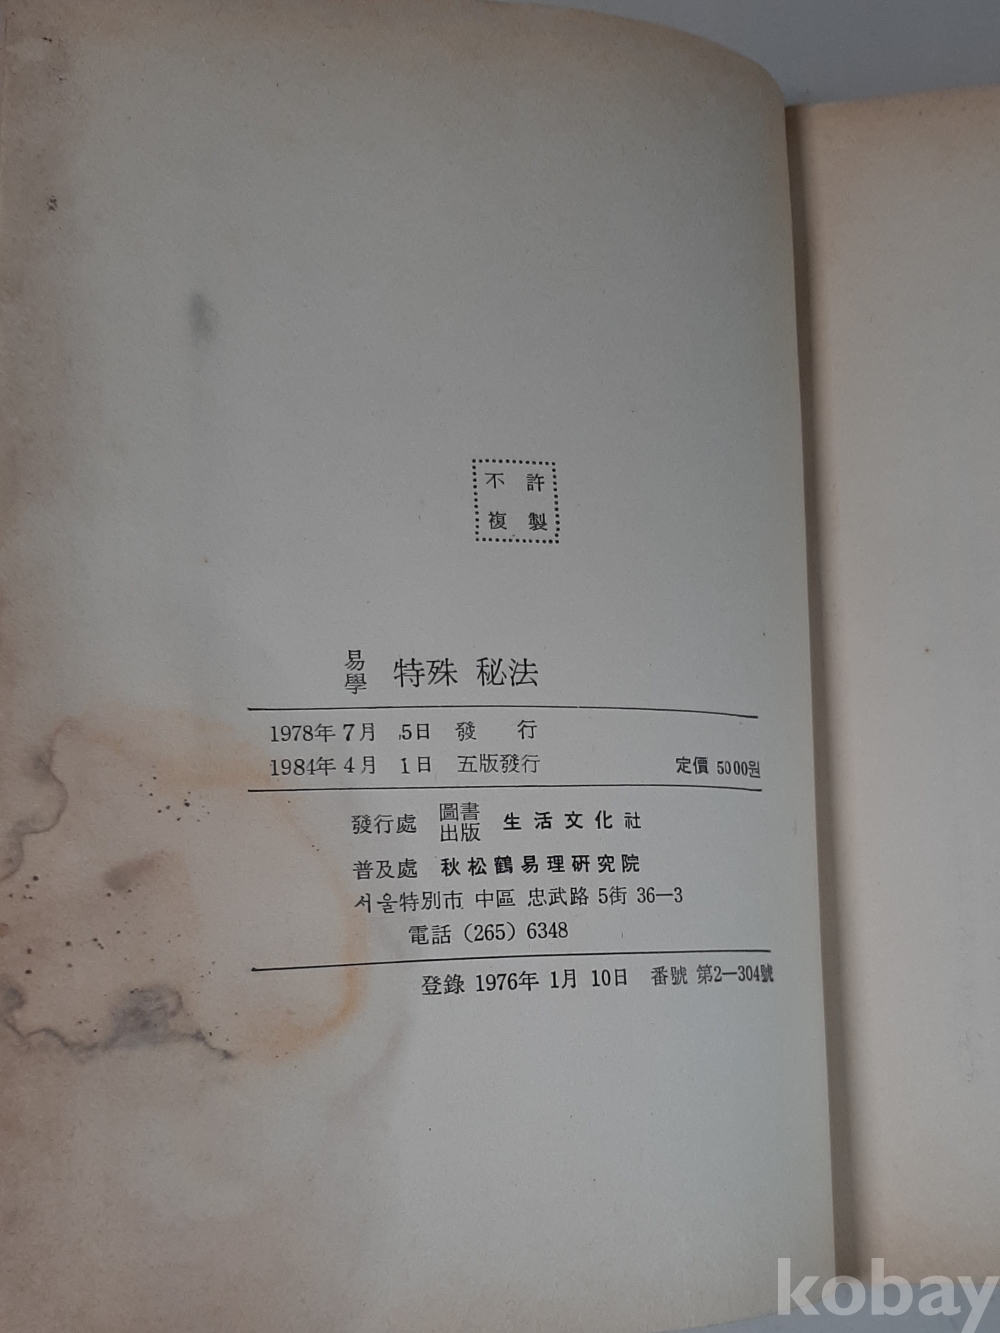 不許
複製
易學 特殊 秘法
1978年 7月 5日 發 行
1984年 4月 1日 五版發行 定價 5000원
發行處 圖書出版 生活文化社
普及處 秋松鶴易理硏究院
서울特別市 中區 忠武路 5街 36—3
電話 (265) 6348
登錄 1976年 1月 10日 番號 第2—304號
kobay